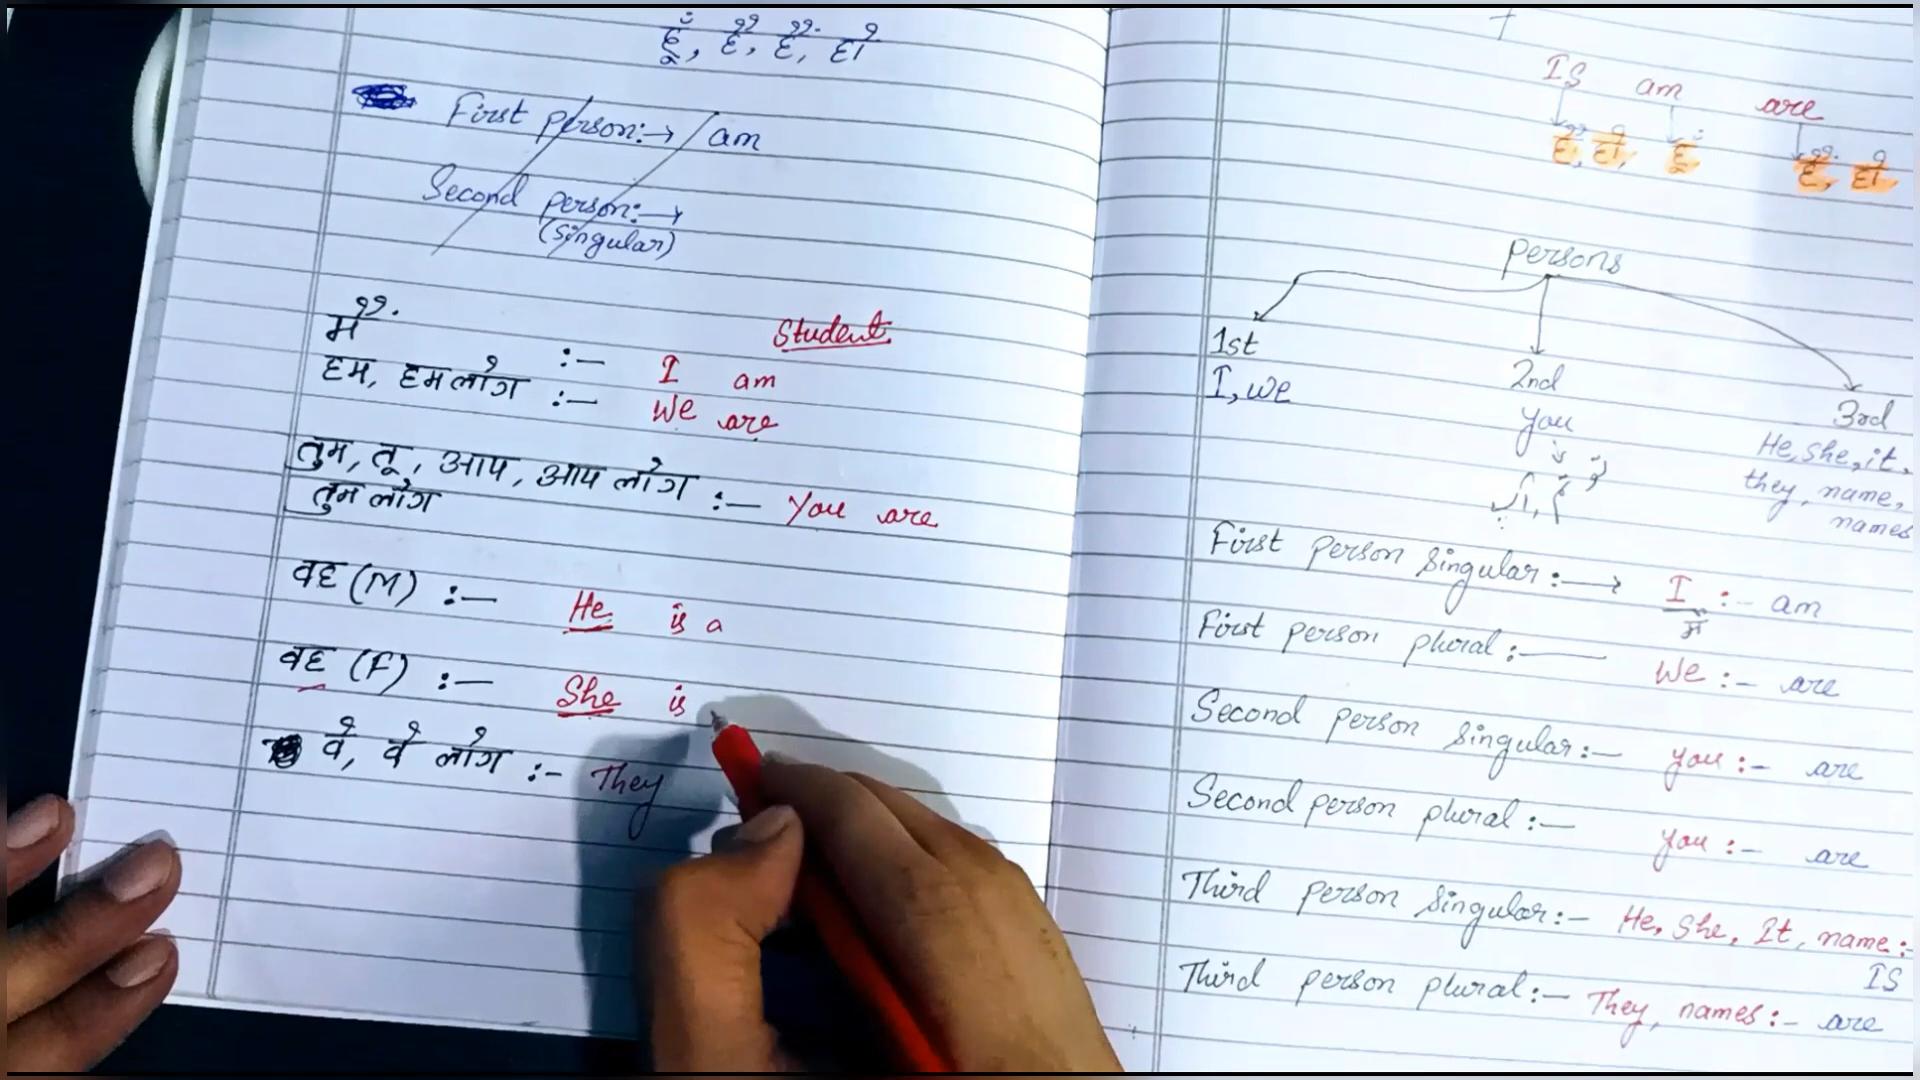 हूँ, है, हैं, हो
First person:→ am
Second person:→
(singular)
Student
मैं :- I am
हम, हम लोग :- We are
तुम, तू, आप, आप लोग
तुम लोग :- You are
वह (M) :- He is a
वह (F) :- She is
वे, वे लोग :- They
IS am are
है, हो, हूँ हैं, हो
persons
1st
I, we
2nd
you
3rd
He, she, it,
they, name,
names
First person singular:→ I :- am
मैं
First person plural:— We :- are
Second person singular:- you :- are
Second person plural :- you :- are
Third person singular:- He, She, It, name :-
IS
Third person plural:- They, names:- are